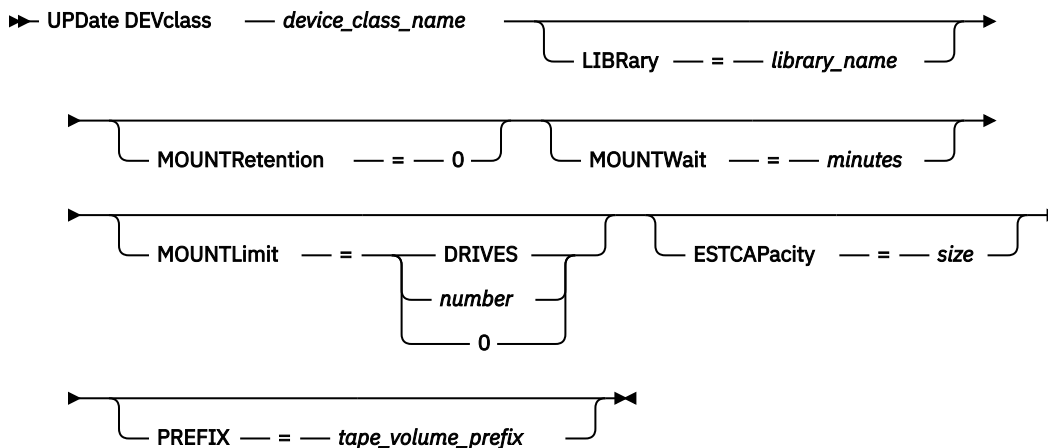 UPDate DEVclass device_class_name
LIBRary = library_name
MOUNTRetention = 0 MOUNTWait = minutes
MOUNTLimit = DRIVES ESTCAPacity = size
number
0
PREFIX = tape_volume_prefix